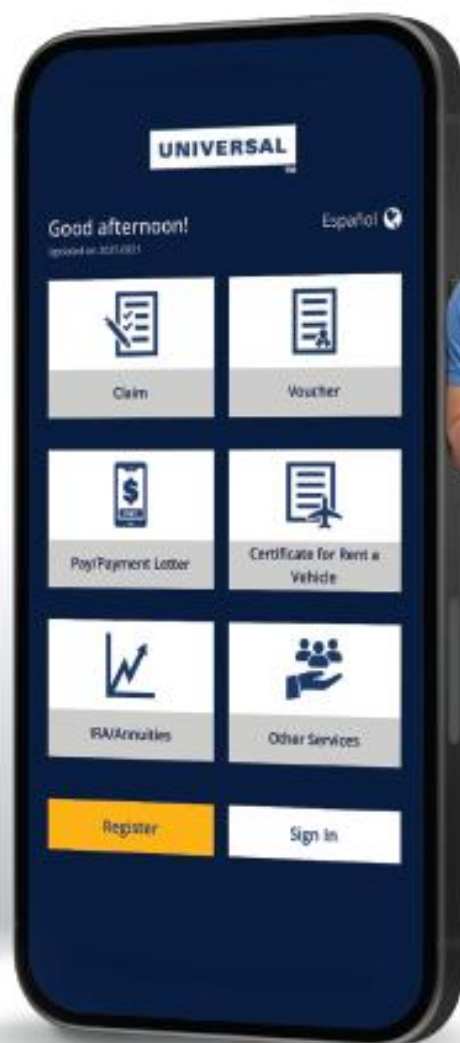 UNIVERSAL
Good afternoon!
Español
Claim
Voucher
Pay/Payment Letter
Certificate for Rent a
Vehicle
IRA/Annuities
Other Services
Register
Sign In